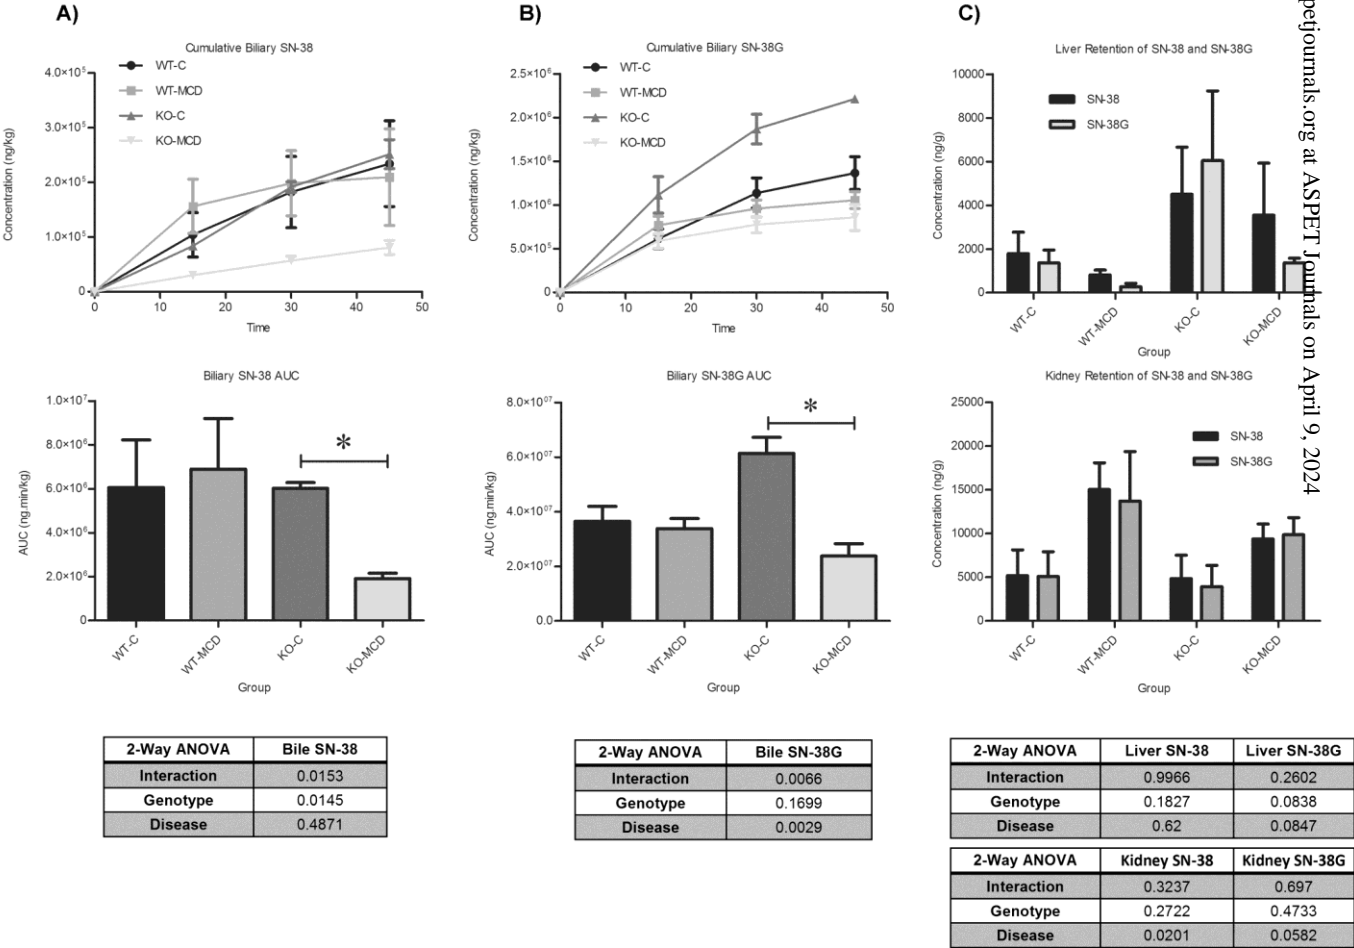 A)
Cumulative Biliary SN-38
WT-C
WT-MCD
KO-C
KO-MCD
Concentration (ng/kg)
4.0×10⁵
3.0×10⁵
2.0×10⁵
1.0×10⁵
0
0 10 20 30 40 50
Time
Biliary SN-38 AUC
AUC (ng.min/kg)
1.0×10⁷
8.0×10⁶
6.0×10⁶
4.0×10⁶
2.0×10⁶
0
*
WT-C WT-MCD KO-C KO-MCD
Group
2-Way ANOVA Bile SN-38
Interaction 0.0153
Genotype 0.0145
Disease 0.4871
B)
Cumulative Biliary SN-38G
WT-C
WT-MCD
KO-C
KO-MCD
Concentration (ng/kg)
2.5×10⁶
2.0×10⁶
1.5×10⁶
1.0×10⁶
5.0×10⁵
0
0 10 20 30 40 50
Time
Biliary SN-38G AUC
AUC (ng.min/kg)
8.0×10⁰⁷
6.0×10⁰⁷
4.0×10⁰⁷
2.0×10⁰⁷
0.0
*
WT-C WT-MCD KO-C KO-MCD
Group
2-Way ANOVA Bile SN-38G
Interaction 0.0066
Genotype 0.1699
Disease 0.0029
C)
Liver Retention of SN-38 and SN-38G
SN-38
SN-38G
Concentration (ng/g)
10000
8000
6000
4000
2000
0
WT-C WT-MCD KO-C KO-MCD
Group
Kidney Retention of SN-38 and SN-38G
SN-38
SN-38G
Concentration (ng/g)
25000
20000
15000
10000
5000
0
WT-C WT-MCD KO-C KO-MCD
Group
2-Way ANOVA Liver SN-38 Liver SN-38G
Interaction 0.9966 0.2602
Genotype 0.1827 0.0838
Disease 0.62 0.0847
2-Way ANOVA Kidney SN-38 Kidney SN-38G
Interaction 0.3237 0.697
Genotype 0.2722 0.4733
Disease 0.0201 0.0582
petjournals.org at ASPET Journals on April 9, 2024